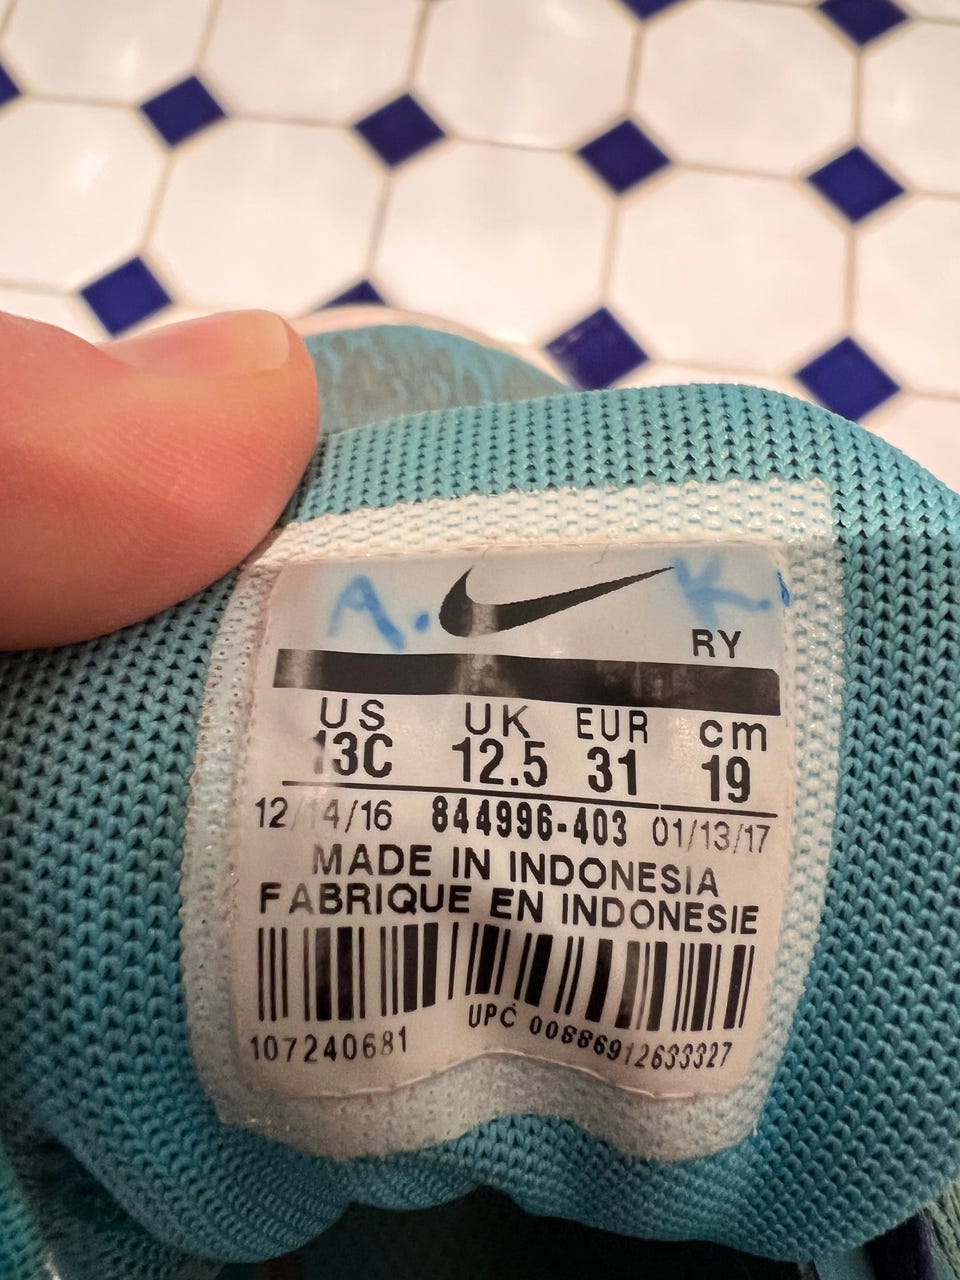 A. K.
RY
US UK EUR cm
13C 12.5 31 19
12/14/16 844996-403 01/13/17
MADE IN INDONESIA
FABRIQUE EN INDONESIE
107240681 UPC 00886912633327